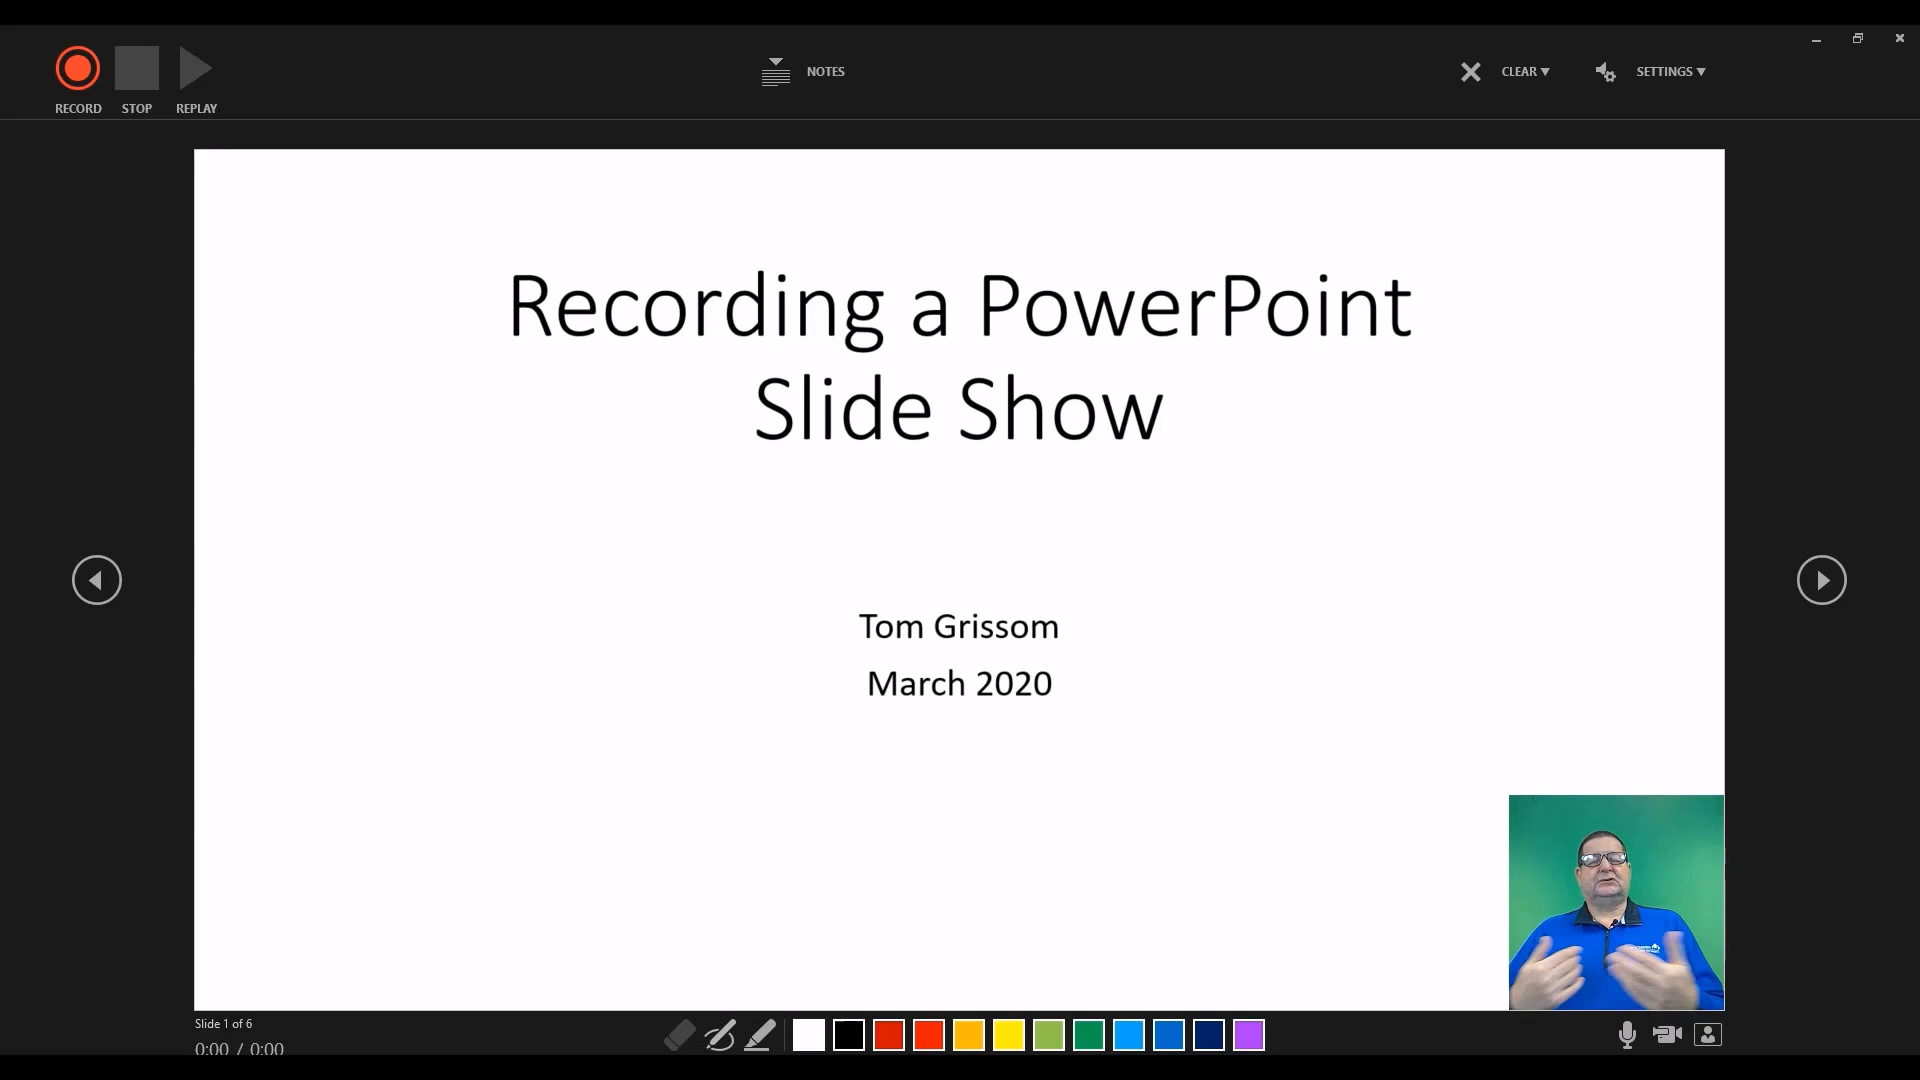 RECORD
STOP
REPLAY
NOTES
CLEAR
SETTINGS
Recording a PowerPoint
Slide Show
Tom Grissom
March 2020
Slide 1 of 6
0:00 / 0:00